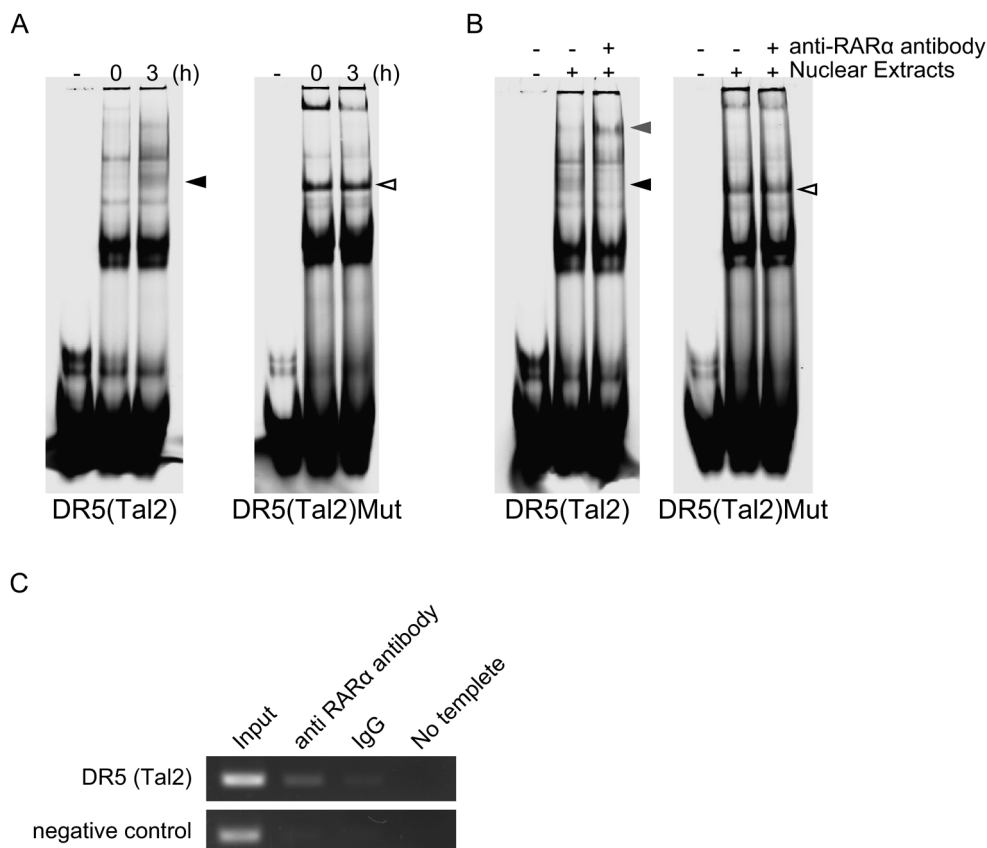 A
- 0 3 (h)
- 0 3 (h)
DR5(Tal2)
DR5(Tal2)Mut
B
- - + - - + anti-RARα antibody
- + + - + + Nuclear Extracts
DR5(Tal2)
DR5(Tal2)Mut
C
Input
anti RARα antibody
IgG
No templete
DR5 (Tal2)
negative control